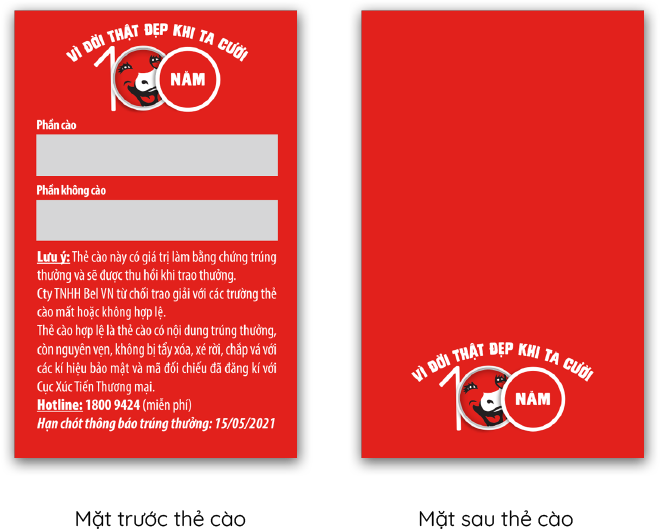 VÌ ĐỜI THẬT ĐẸP KHI TA CƯỜI
100 NĂM
Phần cào
Phần không cào
Lưu ý: Thẻ cào này có giá trị làm bằng chứng trúng
thưởng và sẽ được thu hồi khi trao thưởng.
Cty TNHH Bel VN từ chối trao giải với các trường thẻ
cào mất hoặc không hợp lệ.
Thẻ cào hợp lệ là thẻ cào có nội dung trúng thưởng,
còn nguyên vẹn, không bị tẩy xóa, xé rời, chắp vá với
các kí hiệu bảo mật và mã đối chiếu đã đăng kí với
Cục Xúc Tiến Thương mại.
Hotline: 1800 9424 (miễn phí)
Hạn chót thông báo trúng thưởng: 15/05/2021
Mặt trước thẻ cào
VÌ ĐỜI THẬT ĐẸP KHI TA CƯỜI
100 NĂM
Mặt sau thẻ cào